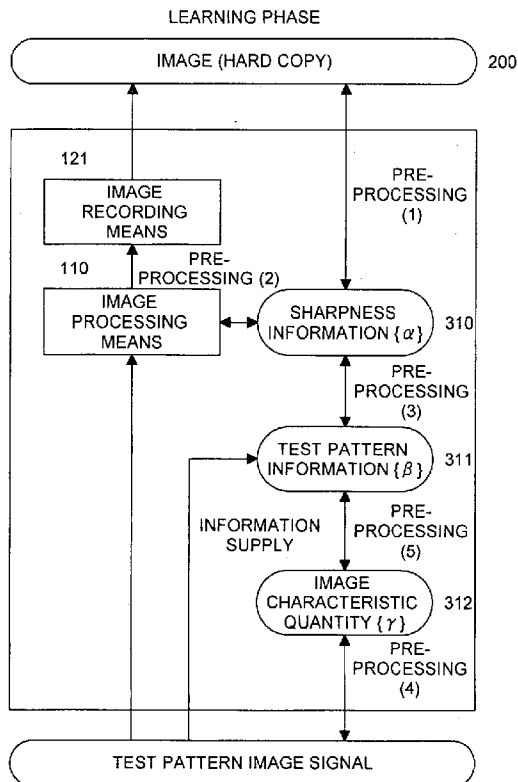 LEARNING PHASE
IMAGE (HARD COPY)
200
121
IMAGE
RECORDING
MEANS
PRE-
PROCESSING
(1)
110
PRE-
PROCESSING (2)
IMAGE
PROCESSING
MEANS
SHARPNESS
INFORMATION {α}
310
PRE-
PROCESSING
(3)
TEST PATTERN
INFORMATION {β}
311
INFORMATION
SUPPLY
PRE-
PROCESSING
(5)
IMAGE
CHARACTERISTIC
QUANTITY {γ}
312
PRE-
PROCESSING
(4)
TEST PATTERN IMAGE SIGNAL